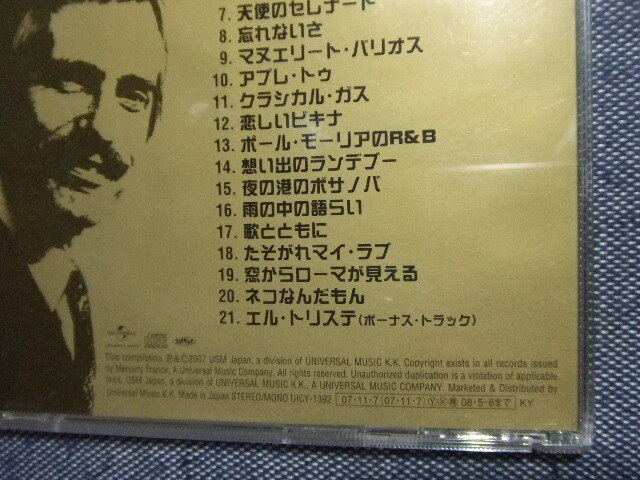 7. 天使のセレナード
8. 忘れないさ
9. マヌエリート・バリオス
10. アプレ・トゥ
11. クラシカル・ガス
12. 恋しいビキナ
13. ポール・モーリアのR&B
14. 想い出のランデブー
15. 夜の港のボサノバ
16. 雨の中の語らい
17. 歌とともに
18. たそがれマイ・ラブ
19. 窓からローマが見える
20. ネコなんだもん
21. エル・トリステ(ボーナス・トラック)
UNIVERSAL
This compilation ℗&©2007 USM Japan, a division of UNIVERSAL MUSIC K.K. Copyright exists in all records issued
by Mercury France, A Universal Music Company. All rights reserved. Unauthorized duplication is a violation of applicable
laws. USM Japan, a division of UNIVERSAL MUSIC K.K., A UNIVERSAL MUSIC COMPANY. Marketed & Distributed by
Universal Music K.K. Made in Japan STEREO/MONO UICY-1392 07・11・7 (07・11・7) Ⓨ Ⓧ 08・5・6まで KY